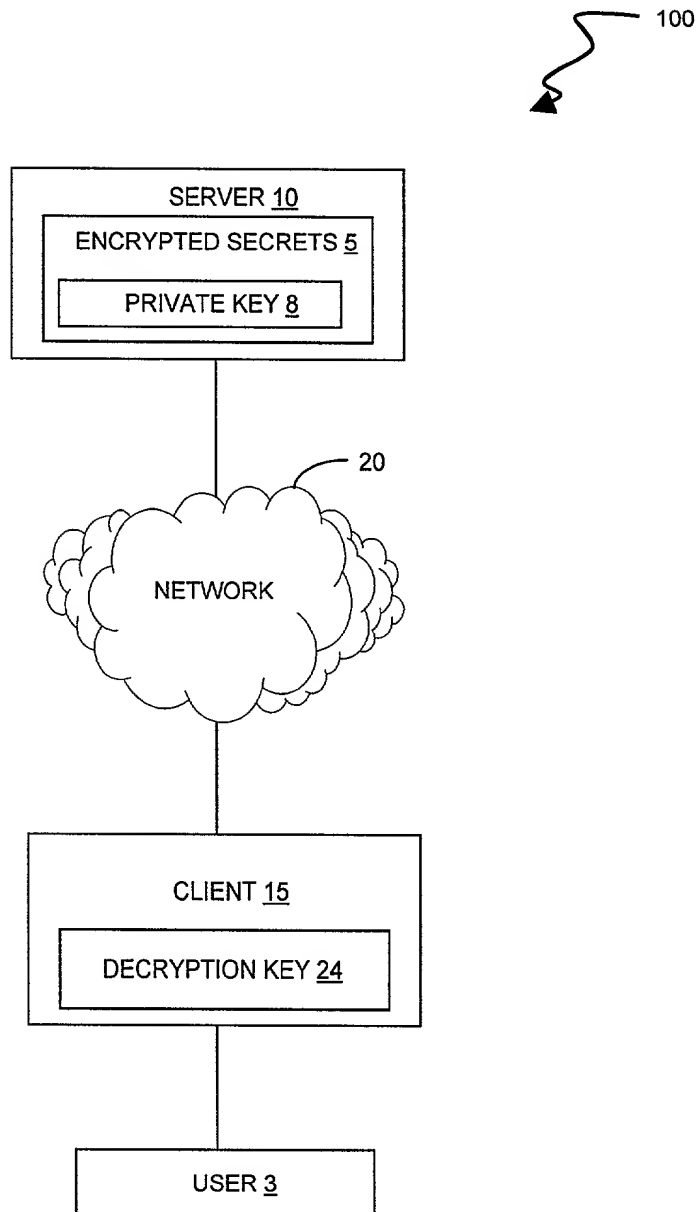 100
SERVER 10
ENCRYPTED SECRETS 5
PRIVATE KEY 8
20
NETWORK
CLIENT 15
DECRYPTION KEY 24
USER 3